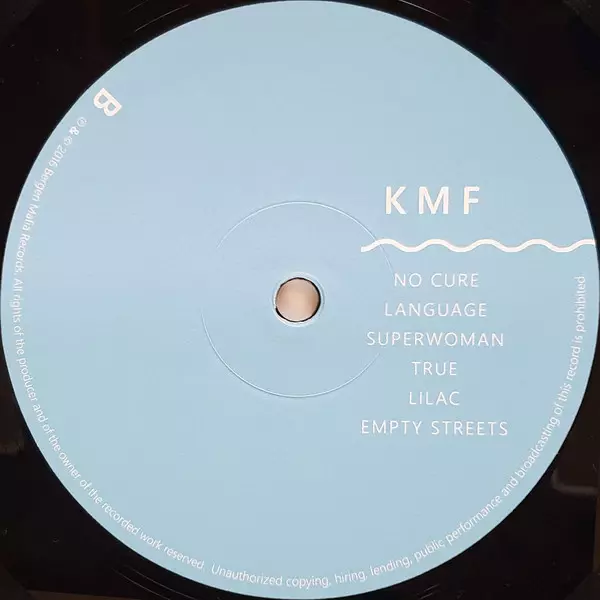 B
KMF
NO CURE
LANGUAGE
SUPERWOMAN
TRUE
LILAC
EMPTY STREETS
℗ & © 2016 Bergen Mafia Records. All rights of the producer and of the owner of the recorded work reserved. Unauthorized copying, hiring, lending, public performance and broadcasting of this record is prohibited.